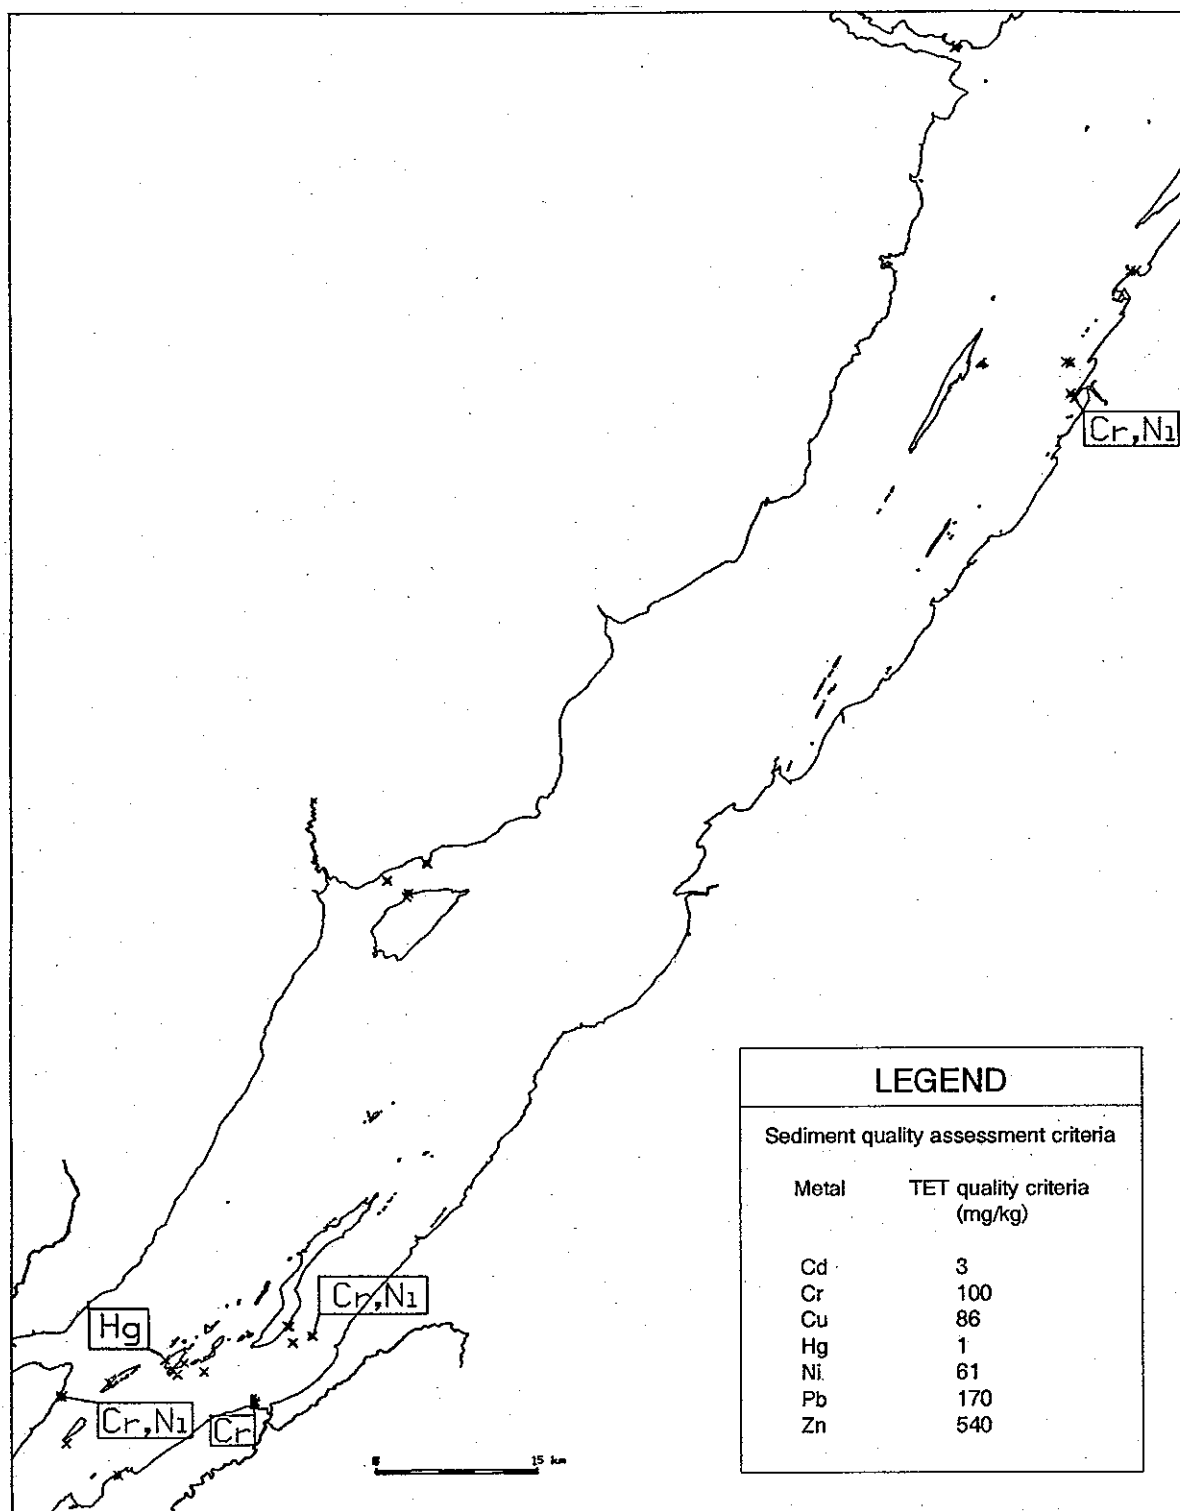 Cr,Ni
LEGEND
Sediment quality assessment criteria
Metal TET quality criteria
(mg/kg)
Cd 3
Cr 100
Cu 86
Hg 1
Ni 61
Pb 170
Zn 540
Cr,Ni
Hg
Cr,Ni
Cr
15 km